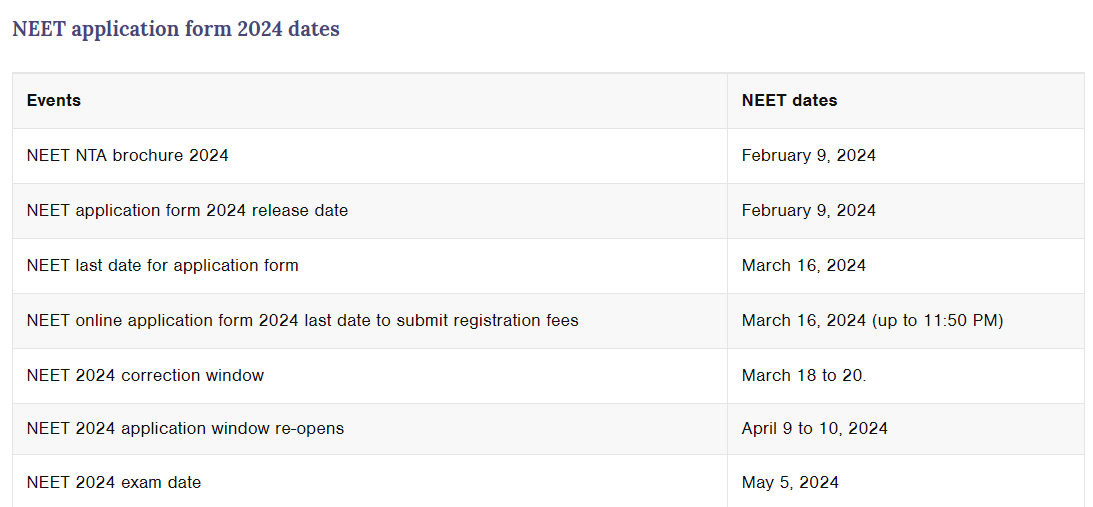 NEET application form 2024 dates
Events NEET dates
NEET NTA brochure 2024 February 9, 2024
NEET application form 2024 release date February 9, 2024
NEET last date for application form March 16, 2024
NEET online application form 2024 last date to submit registration fees March 16, 2024 (up to 11:50 PM)
NEET 2024 correction window March 18 to 20.
NEET 2024 application window re-opens April 9 to 10, 2024
NEET 2024 exam date May 5, 2024